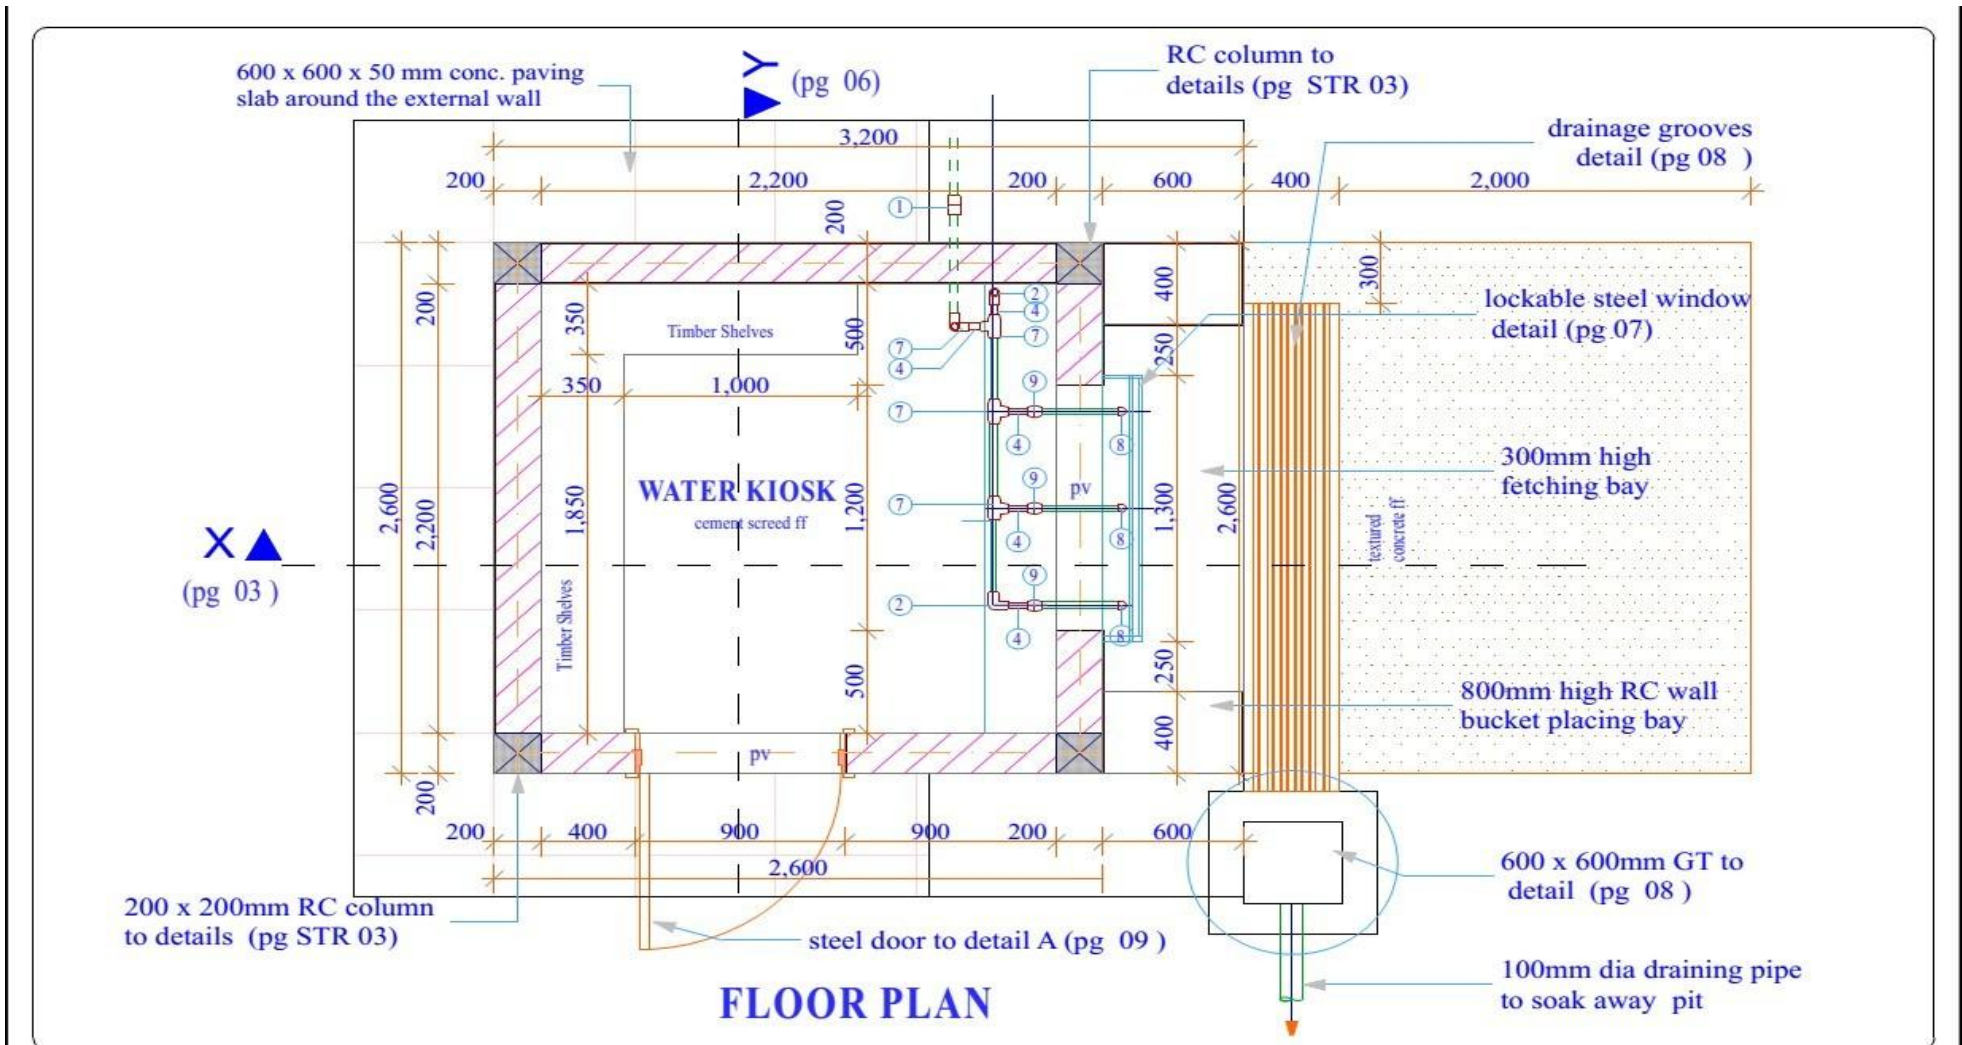 Y
(pg 06)
600 x 600 x 50 mm conc. paving
slab around the external wall
RC column to
details (pg STR 03)
drainage grooves
detail (pg 08 )
3,200
200
2,200
200
600
400
2,000
200
1
2
4
7
7
4
400
300
lockable steel window
detail (pg 07)
200
350
Timber Shelves
500
250
350
1,000
9
7
4
8
300mm high
fetching bay
WATER KIOSK
cement screed ff
2,600
2,200
1,850
1,200
9
7
pv
4
8
1,300
2,600
textured
concrete ff
X
(pg 03 )
Timber Shelves
9
2
4
8
500
250
800mm high RC wall
bucket placing bay
400
pv
200
200
400
900
900
200
600
2,600
600 x 600mm GT to
detail (pg 08 )
200 x 200mm RC column
to details (pg STR 03)
steel door to detail A (pg 09 )
100mm dia draining pipe
to soak away pit
FLOOR PLAN